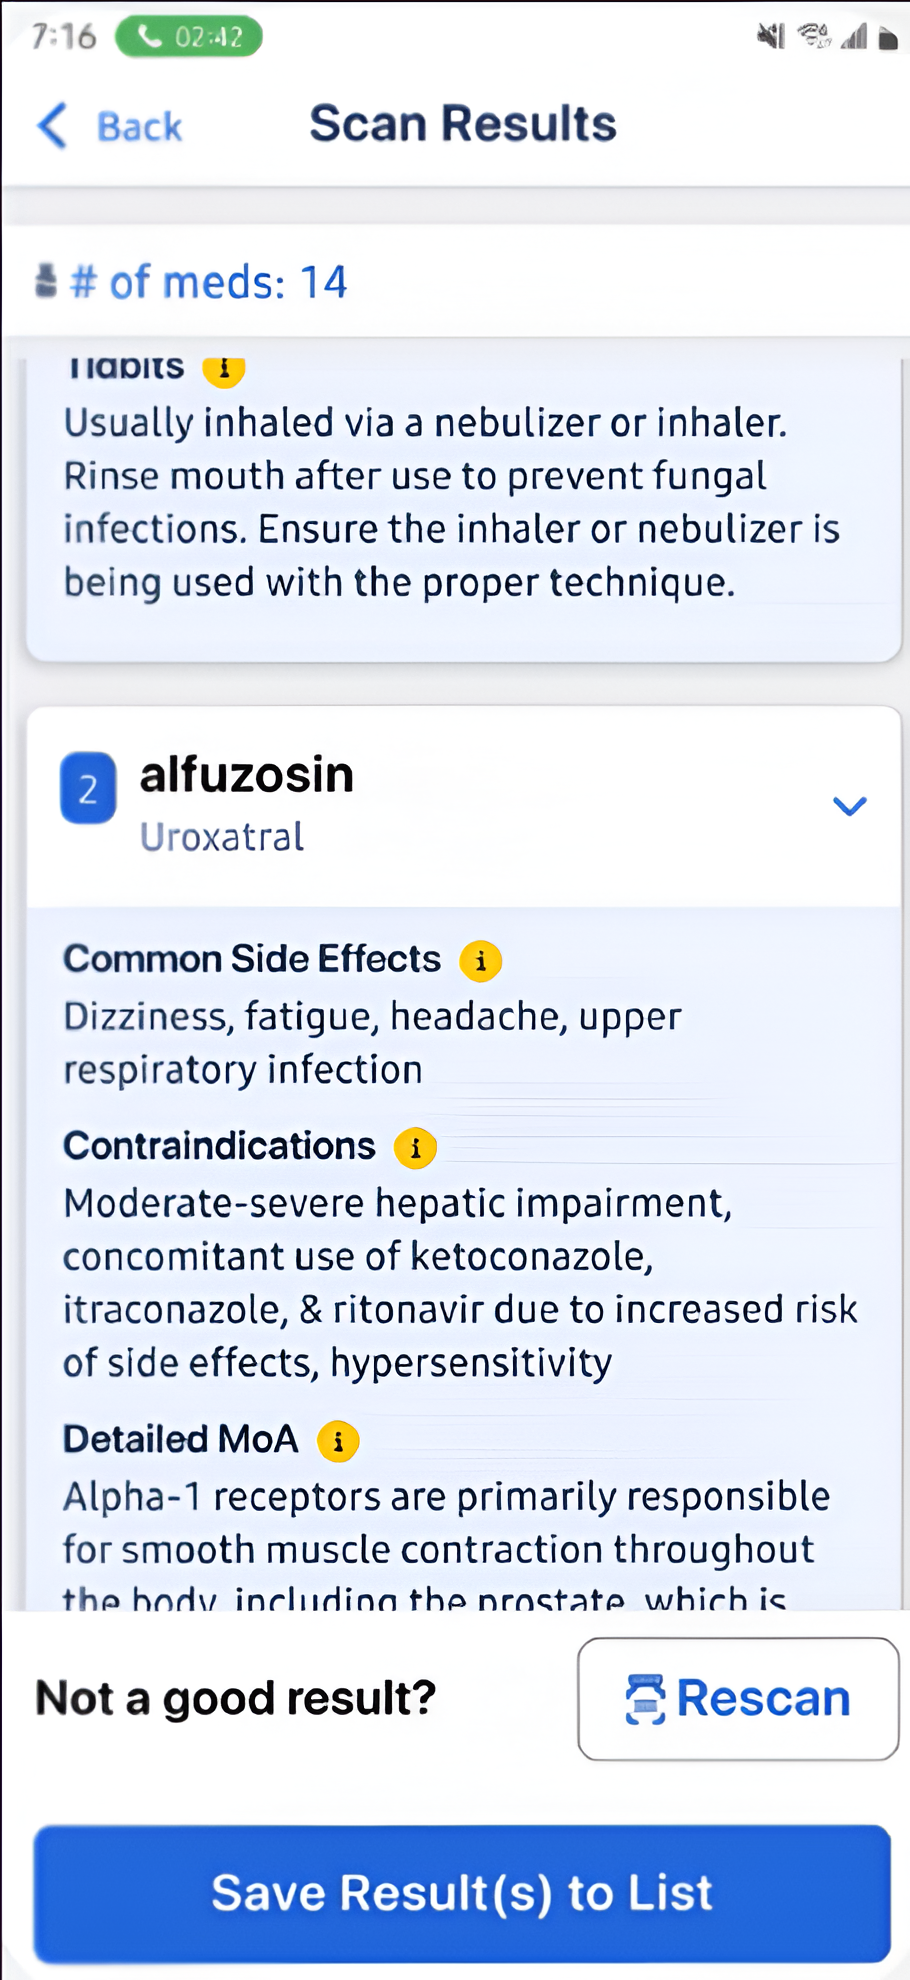 7:16 02:42
Back Scan Results
# of meds: 14
Habits i
Usually inhaled via a nebulizer or inhaler.
Rinse mouth after use to prevent fungal
infections. Ensure the inhaler or nebulizer is
being used with the proper technique.
2 alfuzosin
Uroxatral
Common Side Effects i
Dizziness, fatigue, headache, upper
respiratory infection
Contraindications i
Moderate-severe hepatic impairment,
concomitant use of ketoconazole,
itraconazole, & ritonavir due to increased risk
of side effects, hypersensitivity
Detailed MoA i
Alpha-1 receptors are primarily responsible
for smooth muscle contraction throughout
the body, including the prostate, which is
Not a good result? Rescan
Save Result(s) to List